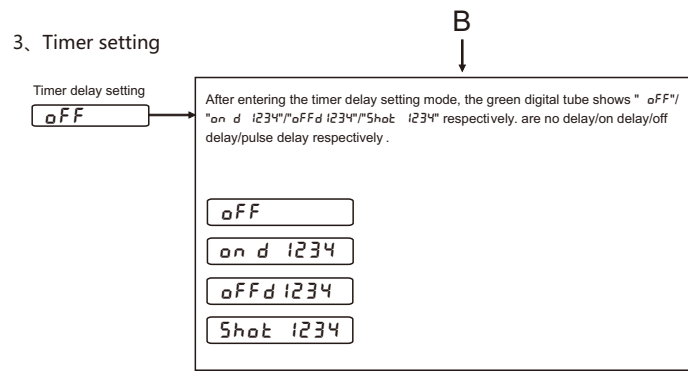 B
3、Timer setting
Timer delay setting
oFF
After entering the timer delay setting mode, the green digital tube shows " oFF"/
"on d 1234"/"oFFd 1234"/"Shot 1234" respectively. are no delay/on delay/off
delay/pulse delay respectively .
oFF
on d 1234
oFFd 1234
Shot 1234